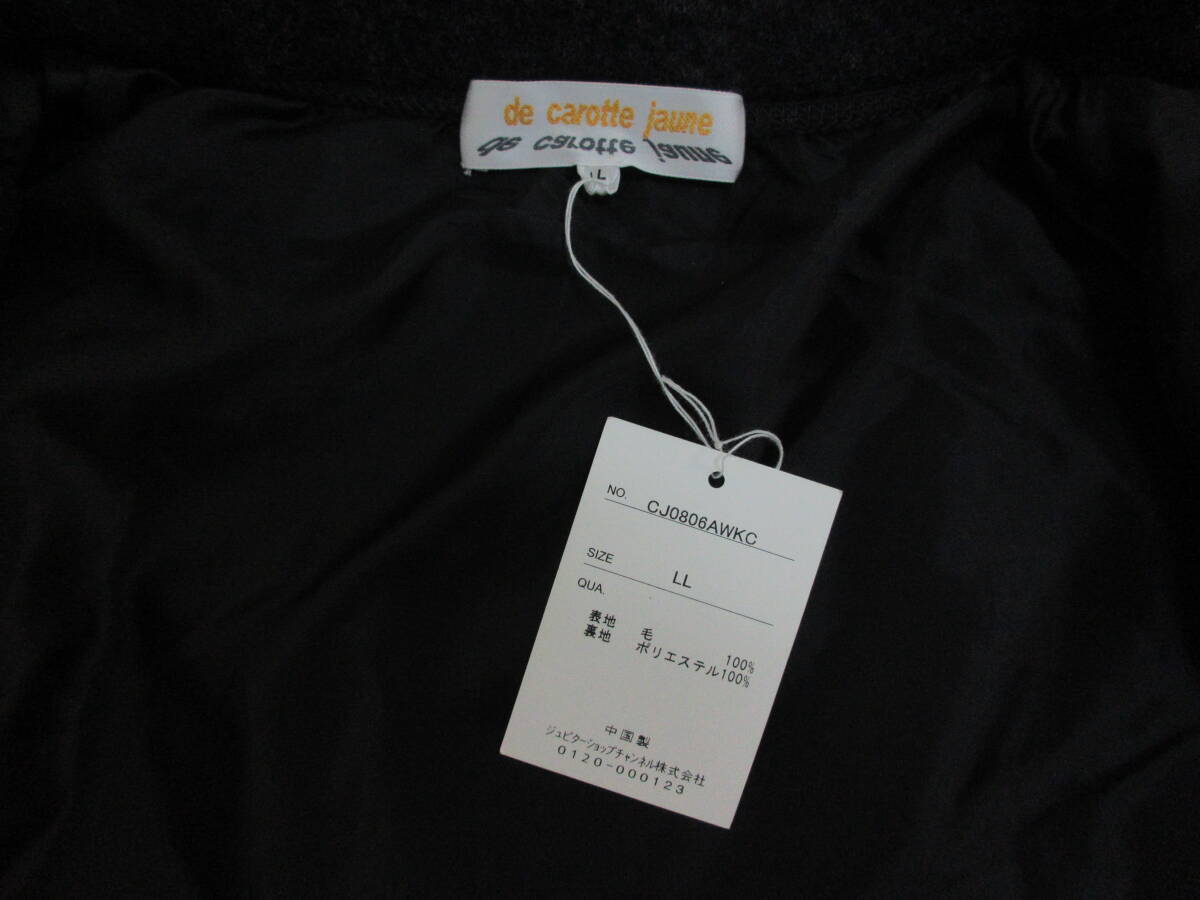 de carotte jaune
de carotte jaune
L
NO. CJ0806AWKC
SIZE LL
QUA.
表地 毛 100%
裏地 ポリエステル100%
中国製
ジュピターショップチャンネル株式会社
0120-000123